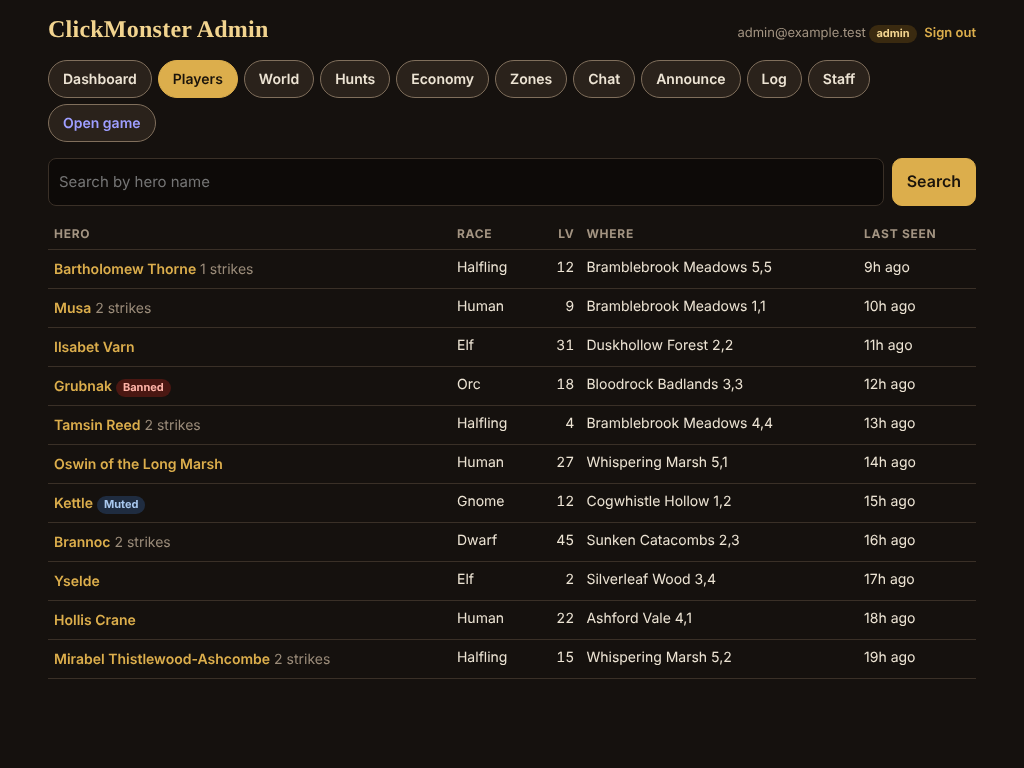 ClickMonster Admin
admin@example.test admin Sign out
Dashboard Players World Hunts Economy Zones Chat Announce Log Staff
Open game
Search by hero name Search
HERO RACE LV WHERE LAST SEEN
Bartholomew Thorne 1 strikes Halfling 12 Bramblebrook Meadows 5,5 9h ago
Musa 2 strikes Human 9 Bramblebrook Meadows 1,1 10h ago
Ilsabet Varn Elf 31 Duskhollow Forest 2,2 11h ago
Grubnak Banned Orc 18 Bloodrock Badlands 3,3 12h ago
Tamsin Reed 2 strikes Halfling 4 Bramblebrook Meadows 4,4 13h ago
Oswin of the Long Marsh Human 27 Whispering Marsh 5,1 14h ago
Kettle Muted Gnome 12 Cogwhistle Hollow 1,2 15h ago
Brannoc 2 strikes Dwarf 45 Sunken Catacombs 2,3 16h ago
Yselde Elf 2 Silverleaf Wood 3,4 17h ago
Hollis Crane Human 22 Ashford Vale 4,1 18h ago
Mirabel Thistlewood-Ashcombe 2 strikes Halfling 15 Whispering Marsh 5,2 19h ago